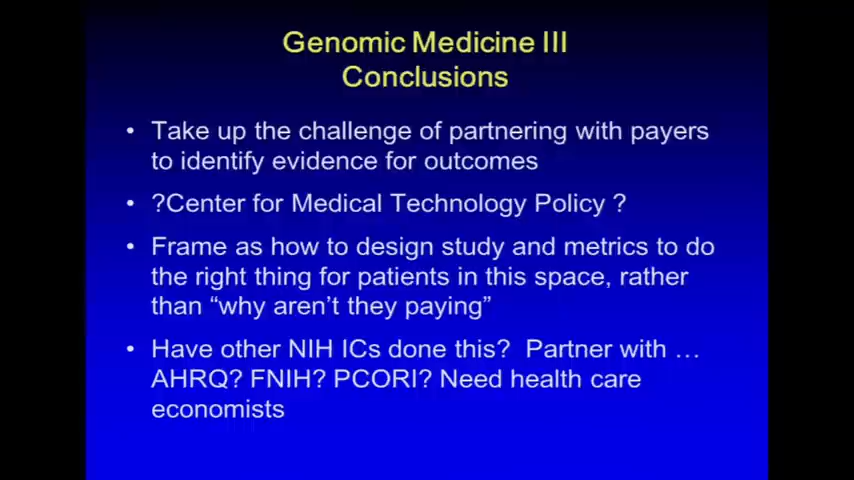 Genomic Medicine III
Conclusions
• Take up the challenge of partnering with payers
to identify evidence for outcomes
• ?Center for Medical Technology Policy ?
• Frame as how to design study and metrics to do
the right thing for patients in this space, rather
than “why aren’t they paying”
• Have other NIH ICs done this?  Partner with …
AHRQ? FNIH? PCORI? Need health care
economists